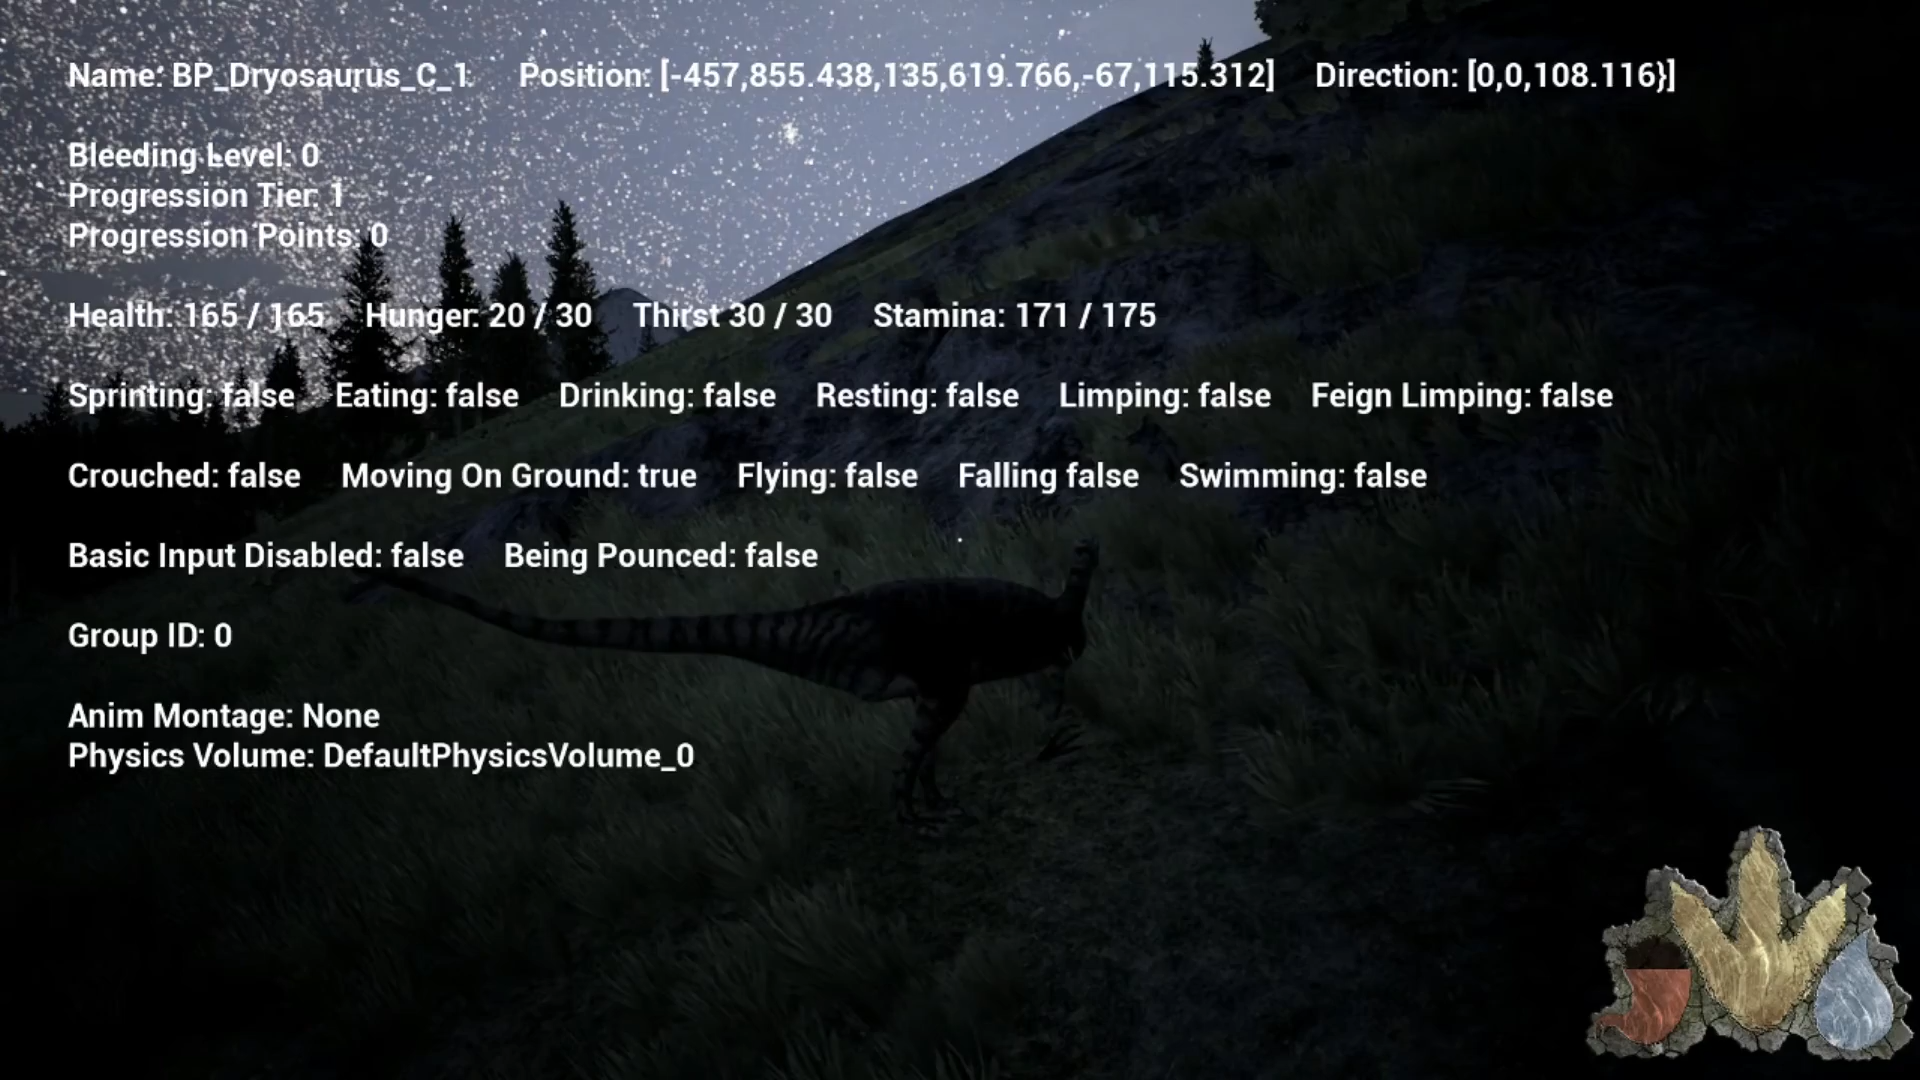 Name: BP_Dryosaurus_C_1 Position: [-457,855.438,135,619.766,-67,115.312] Direction: [0,0,108.116}]
Bleeding Level: 0
Progression Tier: 1
Progression Points: 0
Health: 165 / 165 Hunger: 20 / 30 Thirst 30 / 30 Stamina: 171 / 175
Sprinting: false Eating: false Drinking: false Resting: false Limping: false Feign Limping: false
Crouched: false Moving On Ground: true Flying: false Falling false Swimming: false
Basic Input Disabled: false Being Pounced: false
Group ID: 0
Anim Montage: None
Physics Volume: DefaultPhysicsVolume_0